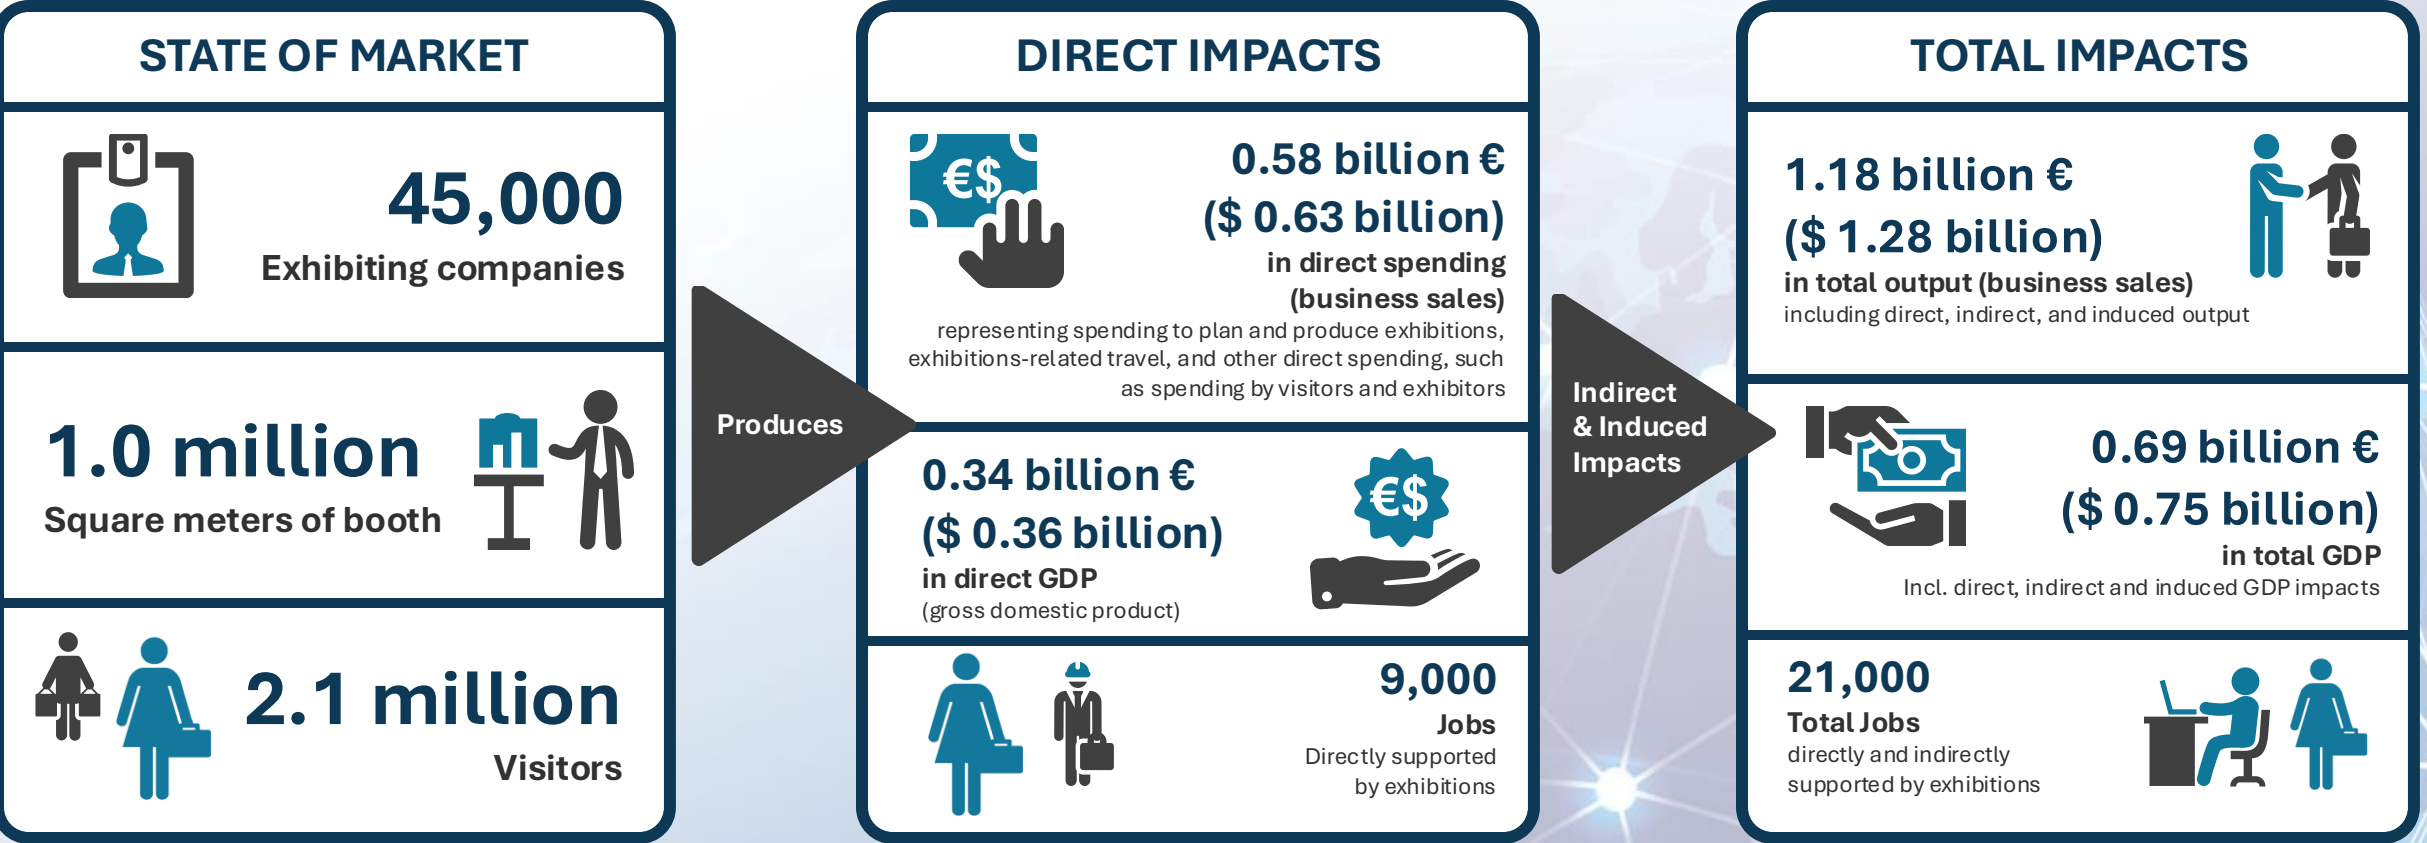 STATE OF MARKET
45,000
Exhibiting companies
1.0 million
Square meters of booth
2.1 million
Visitors
Produces
DIRECT IMPACTS
€$
0.58 billion €
($ 0.63 billion)
in direct spending
(business sales)
representing spending to plan and produce exhibitions,
exhibitions-related travel, and other direct spending, such
as spending by visitors and exhibitors
0.34 billion €
($ 0.36 billion)
in direct GDP
(gross domestic product)
€$
9,000
Jobs
Directly supported
by exhibitions
Indirect
& Induced
Impacts
TOTAL IMPACTS
1.18 billion €
($ 1.28 billion)
in total output (business sales)
including direct, indirect, and induced output
0.69 billion €
($ 0.75 billion)
in total GDP
Incl. direct, indirect and induced GDP impacts
21,000
Total Jobs
directly and indirectly
supported by exhibitions